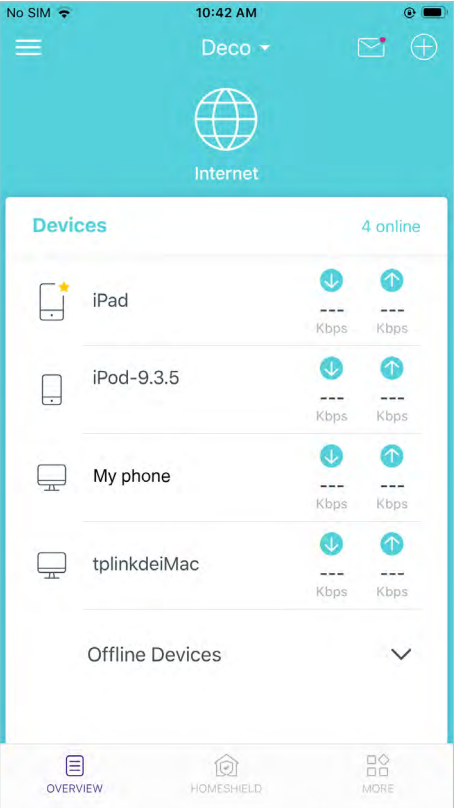 No SIM 10:42 AM
Deco
Internet
Devices 4 online
iPad
--- ---
Kbps Kbps
iPod-9.3.5
--- ---
Kbps Kbps
My phone
--- ---
Kbps Kbps
tplinkdeiMac
--- ---
Kbps Kbps
Offline Devices
OVERVIEW HOMESHIELD MORE